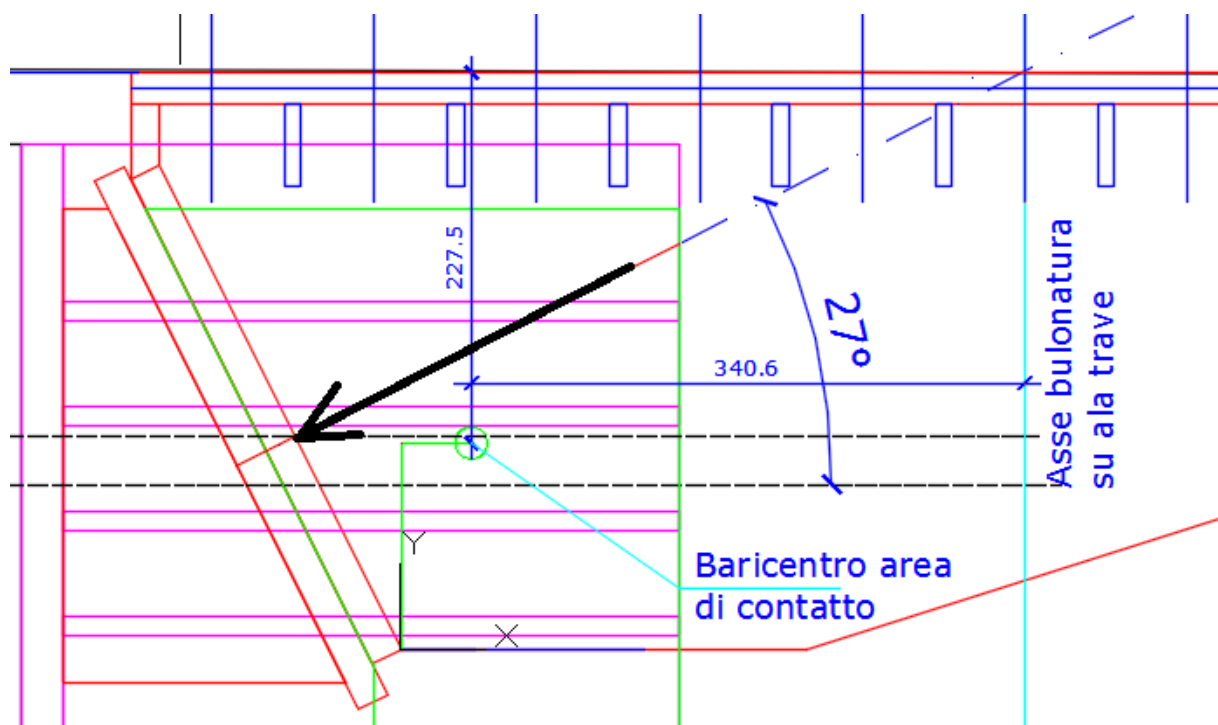 227.5
27°
340.6
Asse bulonatura
su ala trave
Y
X
Baricentro area
di contatto